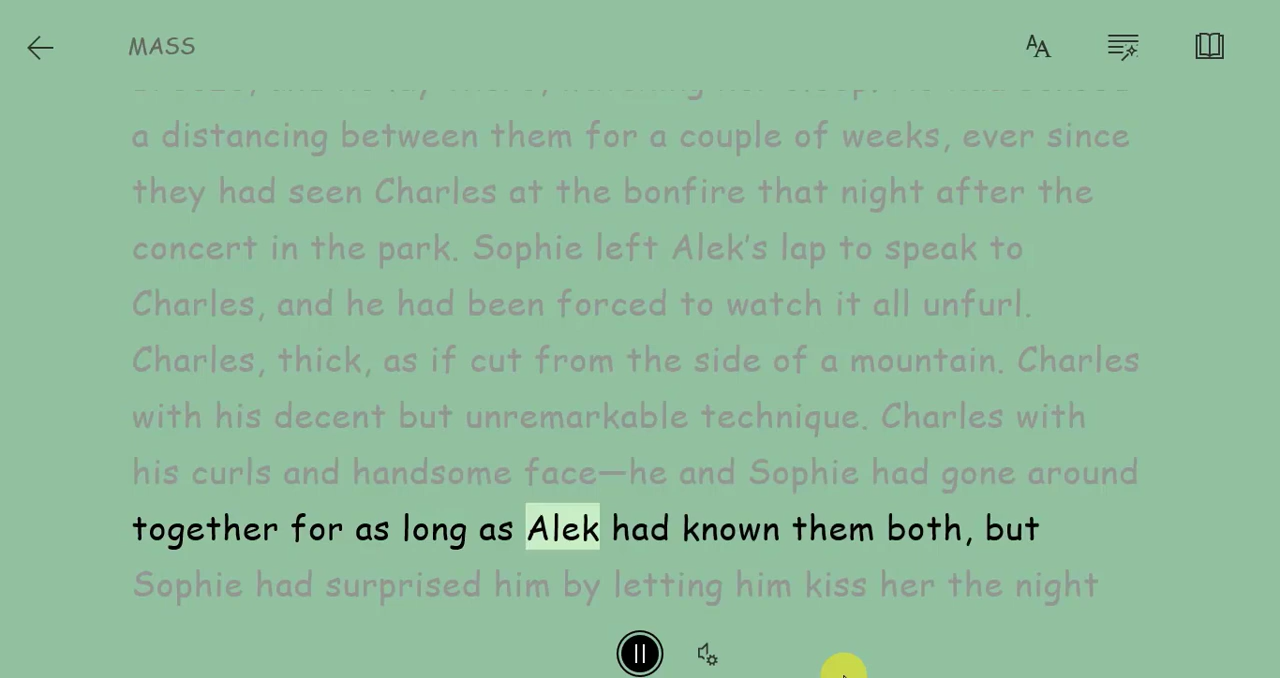 MASS
a distancing between them for a couple of weeks, ever since
they had seen Charles at the bonfire that night after the
concert in the park. Sophie left Alek’s lap to speak to
Charles, and he had been forced to watch it all unfurl.
Charles, thick, as if cut from the side of a mountain. Charles
with his decent but unremarkable technique. Charles with
his curls and handsome face—he and Sophie had gone around
together for as long as Alek had known them both, but
Sophie had surprised him by letting him kiss her the night